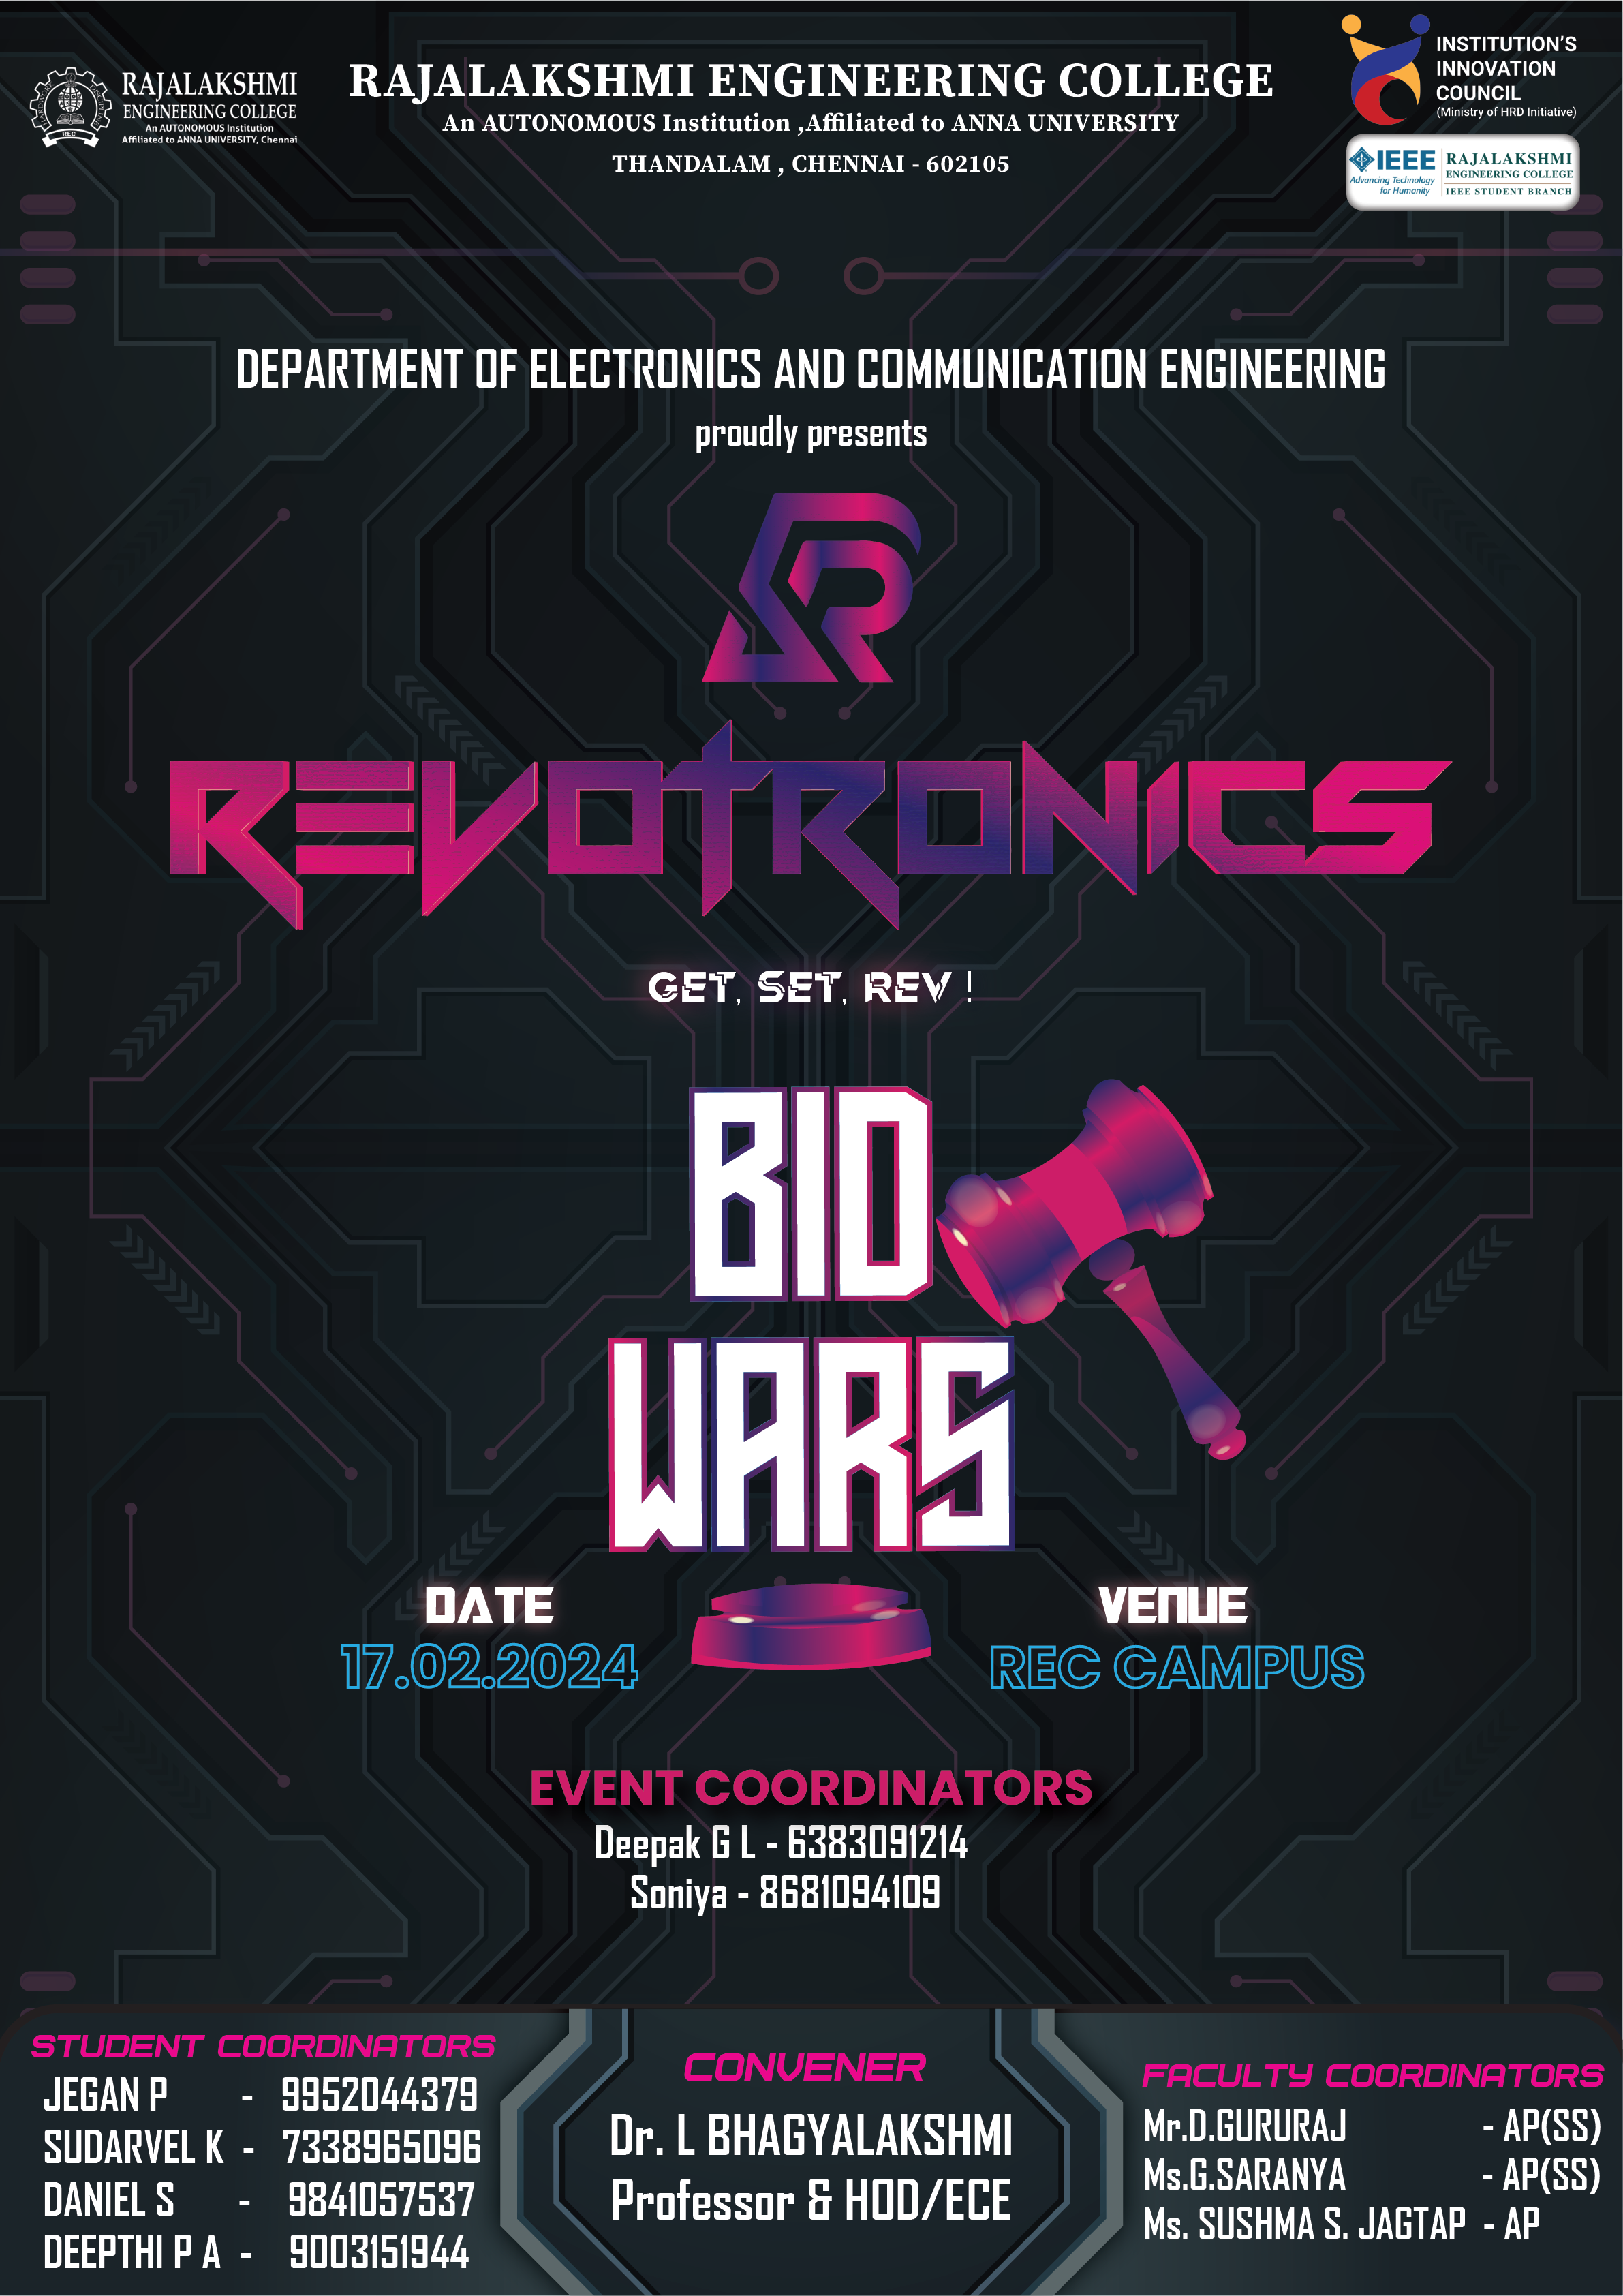 RAJALAKSHMI
ENGINEERING COLLEGE
An AUTONOMOUS Institution
Affiliated to ANNA UNIVERSITY, Chennai
REC
RAJALAKSHMI ENGINEERING COLLEGE
An AUTONOMOUS Institution ,Affiliated to ANNA UNIVERSITY
THANDALAM , CHENNAI - 602105
INSTITUTION'S
INNOVATION
COUNCIL
(Ministry of HRD Initiative)
IEEE
Advancing Technology
for Humanity
RAJALAKSHMI
ENGINEERING COLLEGE
IEEE STUDENT BRANCH
DEPARTMENT OF ELECTRONICS AND COMMUNICATION ENGINEERING
proudly presents
REVOTRONICS
GET, SET, REV !
BID
WARS
DATE
17.02.2024
VENUE
REC CAMPUS
EVENT COORDINATORS
Deepak G L - 6383091214
Soniya - 8681094109
STUDENT COORDINATORS
JEGAN P - 9952044379
SUDARVEL K - 7338965096
DANIEL S - 9841057537
DEEPTHI P A - 9003151944
CONVENER
Dr. L BHAGYALAKSHMI
Professor & HOD/ECE
FACULTY COORDINATORS
Mr.D.GURURAJ - AP(SS)
Ms.G.SARANYA - AP(SS)
Ms. SUSHMA S. JAGTAP - AP